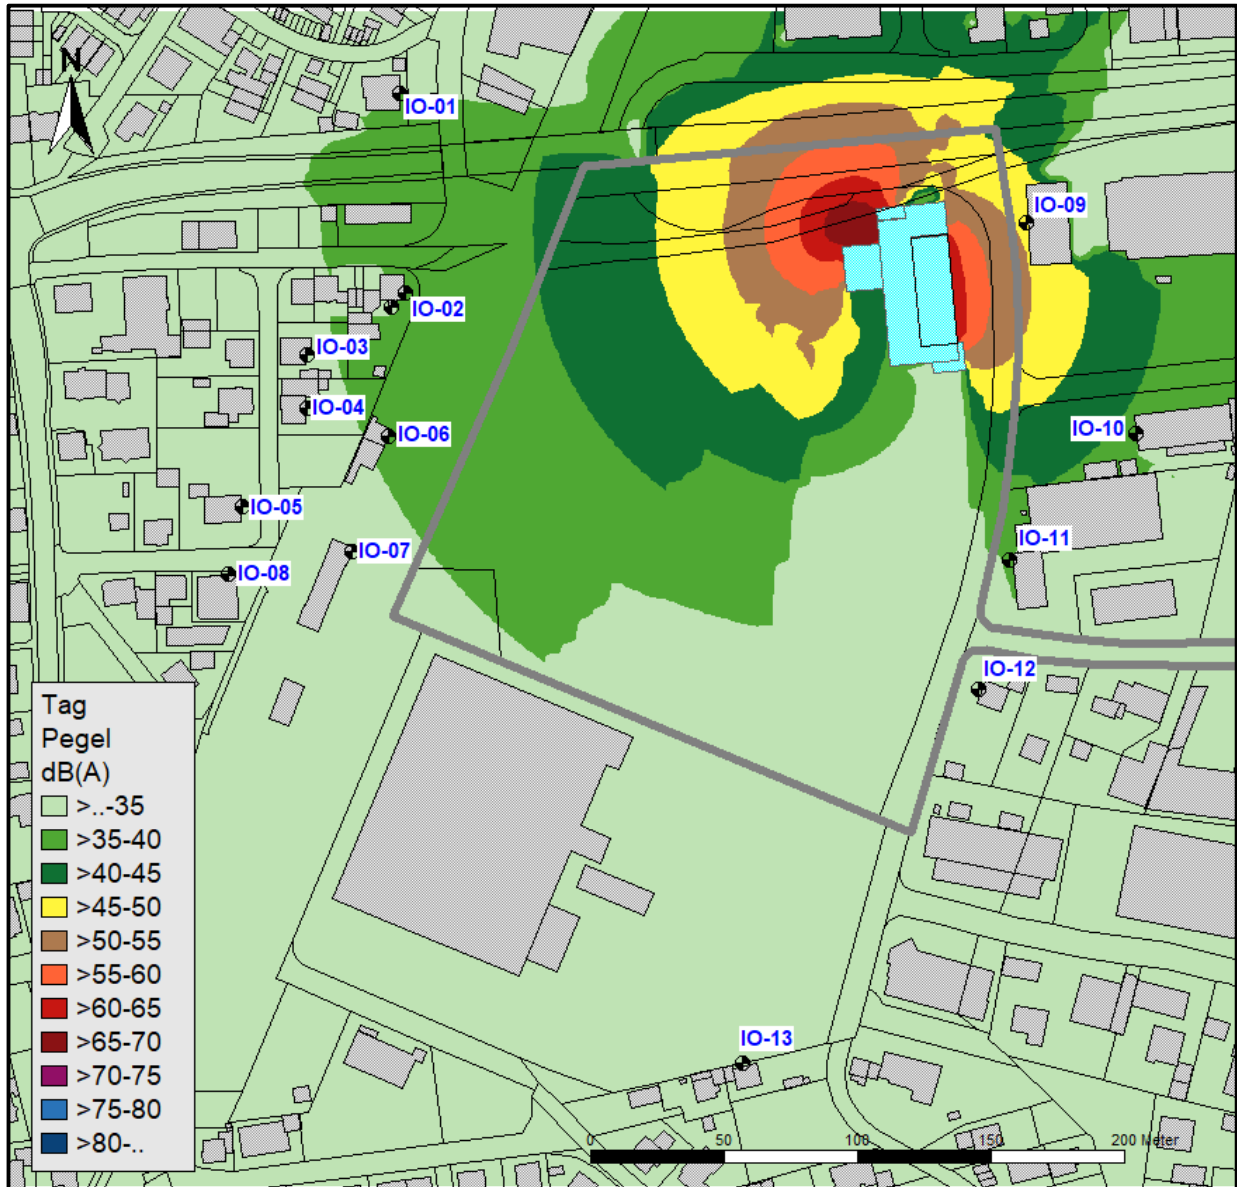 N
IO-01
IO-09
IO-02
IO-03
IO-04
IO-06
IO-10
IO-05
IO-07
IO-11
IO-08
IO-12
Tag
Pegel
dB(A)
>..-35
>35-40
>40-45
>45-50
>50-55
>55-60
>60-65
>65-70
>70-75
>75-80
>80-..
IO-13
0 50 100 150 200 Meter